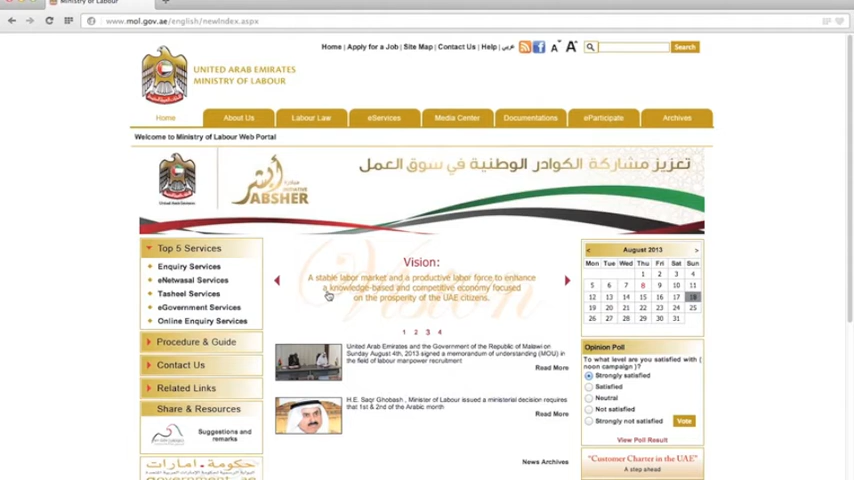 Ministry of Labour
www.mol.gov.ae/english/newIndex.aspx
Home | Apply for a Job | Site Map | Contact Us | Help | عربي
A A
Search
UNITED ARAB EMIRATES
MINISTRY OF LABOUR
Home About Us Labour Law eServices Media Center Documentations eParticipate Archives
Welcome to Ministry of Labour Web Portal
United Arab Emirates
مبادرة أبشر
INITIATIVE
ABSHER
تعزيز مشاركة الكوادر الوطنية في سوق العمل
Top 5 Services
Enquiry Services
eNetwasal Services
Tasheel Services
eGovernment Services
Online Enquiry Services
Procedure & Guide
Contact Us
Related Links
Share & Resources
Suggestions and
remarks
حكومة.امارات
government.ae
Vision:
A stable labor market and a productive labor force to enhance
a knowledge-based and competitive economy focused
on the prosperity of the UAE citizens.
1 2 3 4
United Arab Emirates and the Government of the Republic of Malawi on
Sunday August 4th, 2013 signed a memorandum of understanding (MOU) in
the field of labour manpower recruitment
Read More
H.E. Saqr Ghobash , Minister of Labour issued a ministerial decision requires
that 1st & 2nd of the Arabic month
Read More
News Archives
< August 2013 >
Mon Tue Wed Thu Fri Sat Sun
1 2 3 4
5 6 7 8 9 10 11
12 13 14 15 16 17 18
19 20 21 22 23 24 25
26 27 28 29 30 31
Opinion Poll
To what level are you satisfied with (
noon campaign )?
Strongly satisfied
Satisfied
Neutral
Not satisfied
Strongly not satisfied
Vote
View Poll Result
"Customer Charter in the UAE"
A step ahead